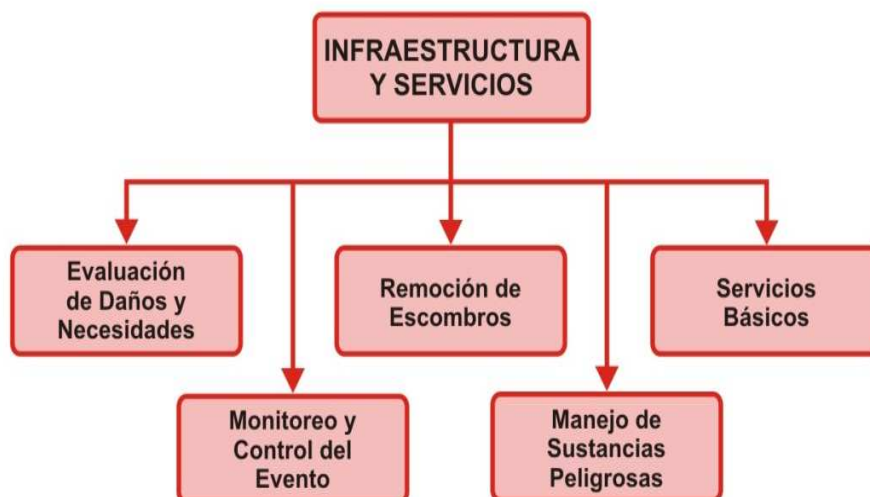 INFRAESTRUCTURA
Y SERVICIOS
Evaluación
de Daños y
Necesidades
Remoción de
Escombros
Servicios
Básicos
Monitoreo y
Control del
Evento
Manejo de
Sustancias
Peligrosas